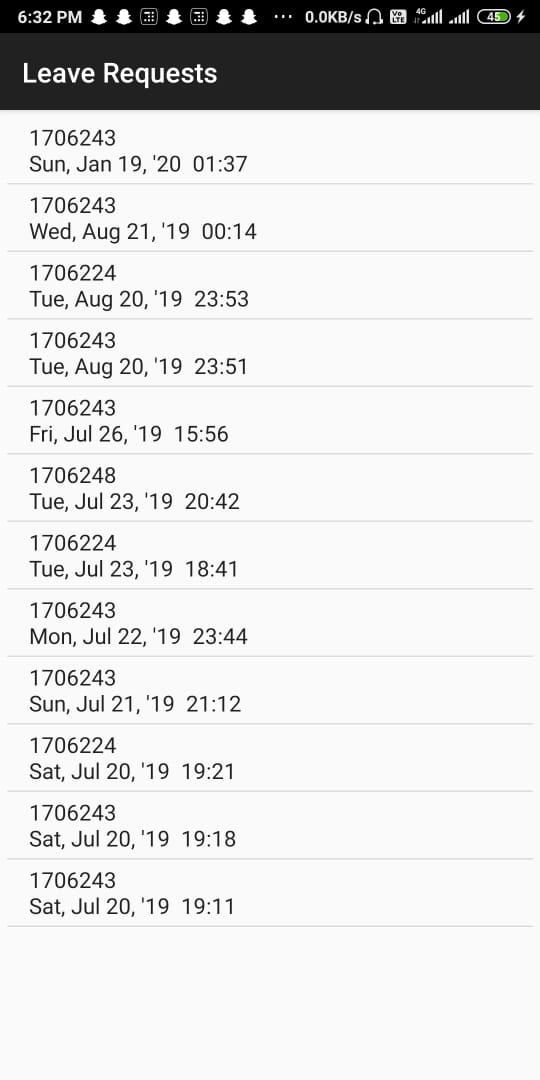 6:32 PM ... 0.0KB/s Vo LTE 4G 45
Leave Requests
1706243
Sun, Jan 19, '20 01:37
1706243
Wed, Aug 21, '19 00:14
1706224
Tue, Aug 20, '19 23:53
1706243
Tue, Aug 20, '19 23:51
1706243
Fri, Jul 26, '19 15:56
1706248
Tue, Jul 23, '19 20:42
1706224
Tue, Jul 23, '19 18:41
1706243
Mon, Jul 22, '19 23:44
1706243
Sun, Jul 21, '19 21:12
1706224
Sat, Jul 20, '19 19:21
1706243
Sat, Jul 20, '19 19:18
1706243
Sat, Jul 20, '19 19:11